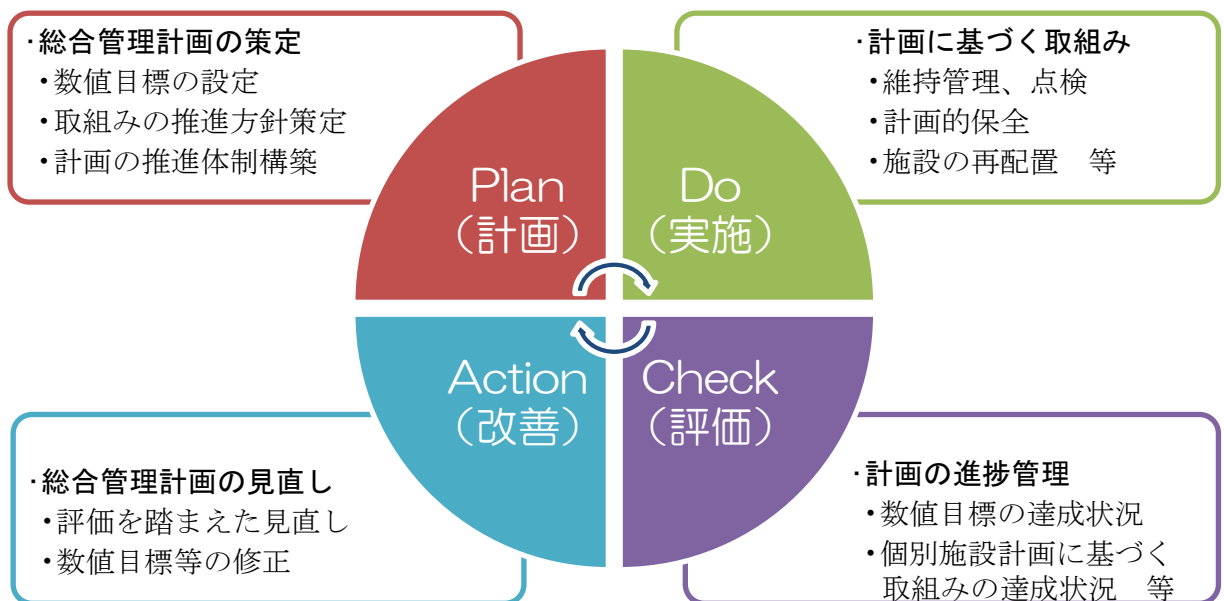 ・総合管理計画の策定
・数値目標の設定
・取組みの推進方針策定
・計画の推進体制構築
・計画に基づく取組み
・維持管理、点検
・計画的保全
・施設の再配置　等
Plan
（計画）
Do
（実施）
Action
（改善）
Check
（評価）
・総合管理計画の見直し
・評価を踏まえた見直し
・数値目標等の修正
・計画の進捗管理
・数値目標の達成状況
・個別施設計画に基づく
取組みの達成状況　等